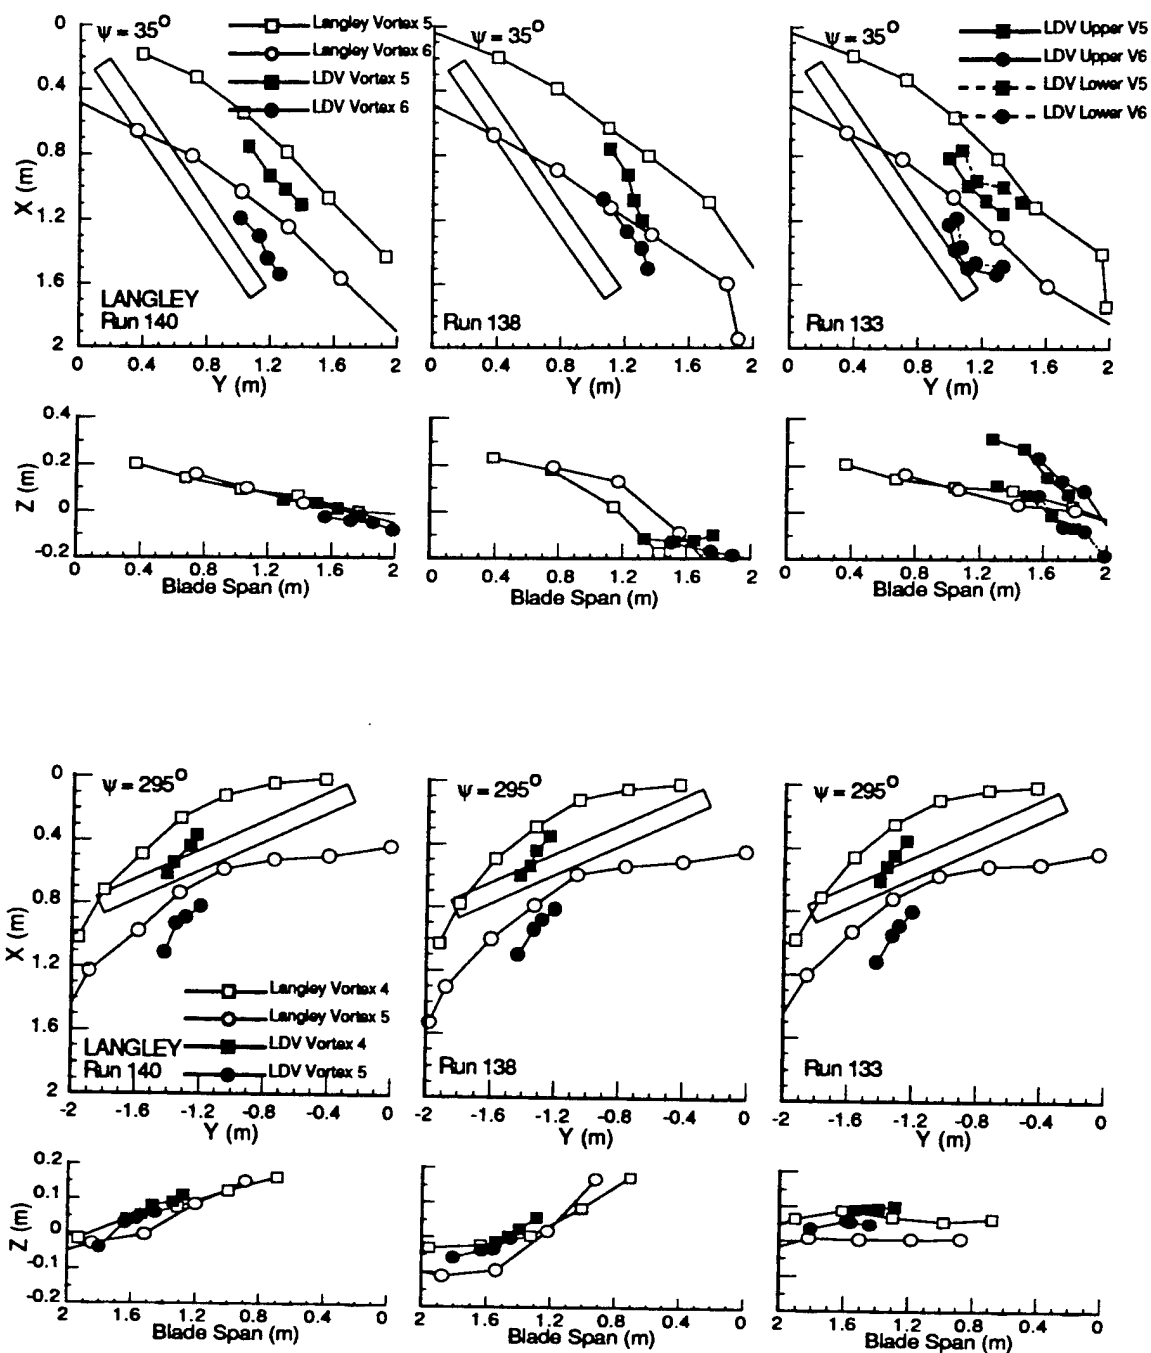 ψ = 35°
Langley Vortex 5
Langley Vortex 6
LDV Vortex 5
LDV Vortex 6
0
0.4
0.8
1.2
1.6
2
X (m)
LANGLEY
Run 140
0 0.4 0.8 1.2 1.6 2
Y (m)
ψ = 35°
Run 138
0 0.4 0.8 1.2 1.6 2
Y (m)
ψ = 35°
LDV Upper V5
LDV Upper V6
LDV Lower V5
LDV Lower V6
Run 133
0 0.4 0.8 1.2 1.6 2
Y (m)
0.4
0.2
0
-0.2
Z (m)
0 0.4 0.8 1.2 1.6 2
Blade Span (m)
0 0.4 0.8 1.2 1.6 2
Blade Span (m)
0 0.4 0.8 1.2 1.6 2
Blade Span (m)
ψ = 295°
0
0.4
0.8
1.2
1.6
2
X (m)
Langley Vortex 4
Langley Vortex 5
LDV Vortex 4
LDV Vortex 5
LANGLEY
Run 140
-2 -1.6 -1.2 -0.8 -0.4 0
Y (m)
ψ = 295°
Run 138
-2 -1.6 -1.2 -0.8 -0.4 0
Y (m)
ψ = 295°
Run 133
-2 -1.6 -1.2 -0.8 -0.4 0
Y (m)
0.2
0.1
0
-0.1
-0.2
Z (m)
2 1.6 1.2 0.8 0.4 0
Blade Span (m)
2 1.6 1.2 0.8 0.4 0
Blade Span (m)
2 1.6 1.2 0.8 0.4 0
Blade Span (m)